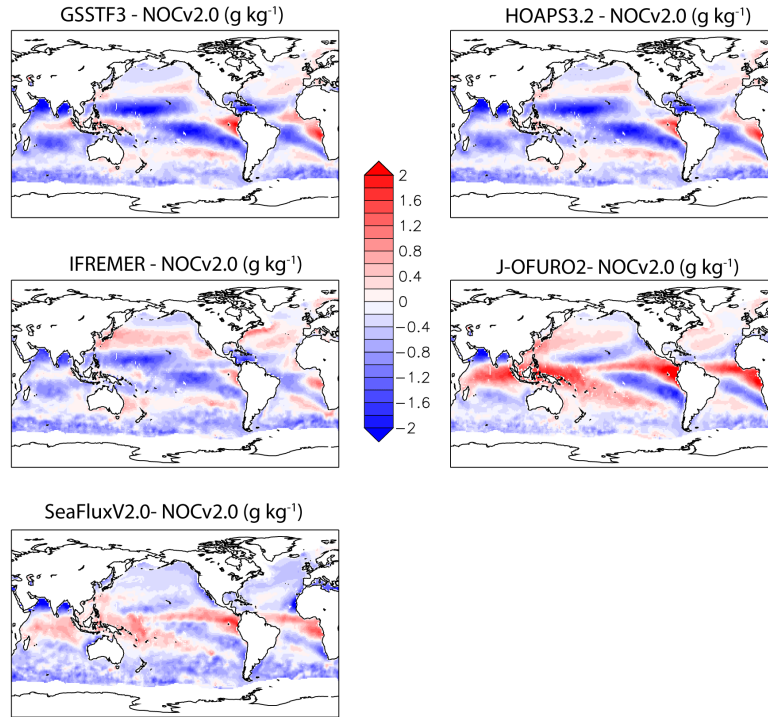 GSSTF3 - NOCv2.0 (g kg⁻¹)
HOAPS3.2 - NOCv2.0 (g kg⁻¹)
2
1.6
1.2
0.8
0.4
0
−0.4
−0.8
−1.2
−1.6
−2
IFREMER - NOCv2.0 (g kg⁻¹)
J-OFURO2- NOCv2.0 (g kg⁻¹)
SeaFluxV2.0- NOCv2.0 (g kg⁻¹)